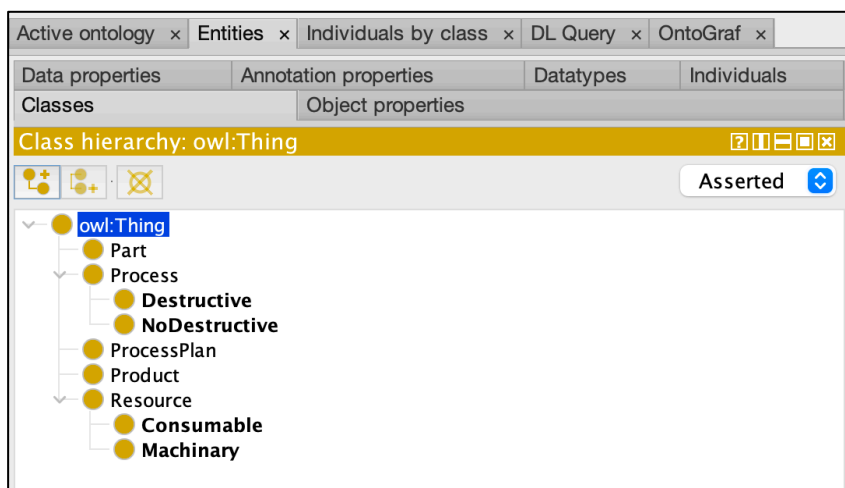 Active ontology × Entities × Individuals by class × DL Query × OntoGraf ×
Data properties Annotation properties Datatypes Individuals
Classes Object properties
Class hierarchy: owl:Thing
Asserted
owl:Thing
Part
Process
Destructive
NoDestructive
ProcessPlan
Product
Resource
Consumable
Machinary